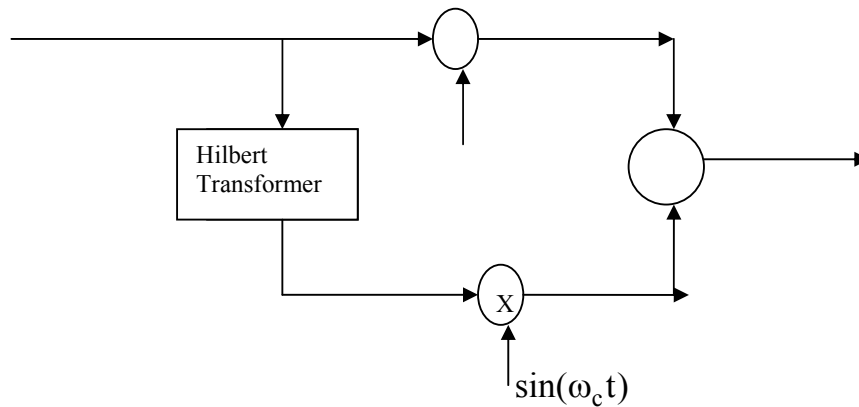 Hilbert
Transformer
X
sin(ω_c t)